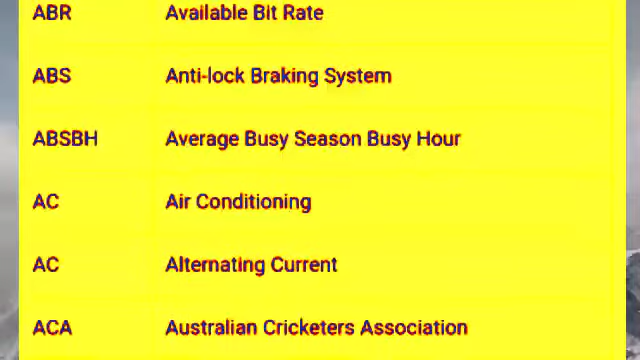 ABR Available Bit Rate
ABS Anti-lock Braking System
ABSBH Average Busy Season Busy Hour
AC Air Conditioning
AC Alternating Current
ACA Australian Cricketers Association